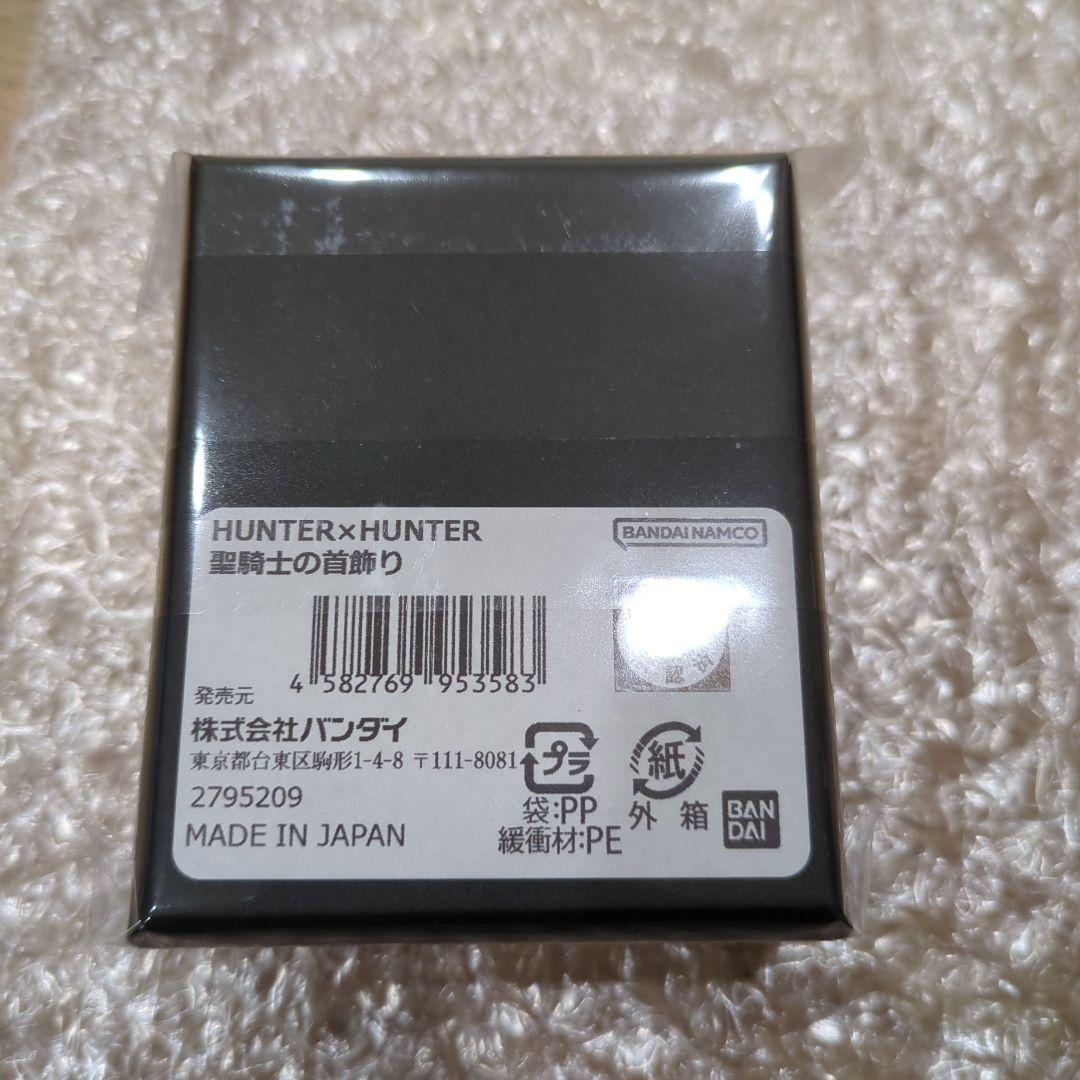 HUNTER×HUNTER
聖騎士の首飾り
BANDAI NAMCO
4 582769 953583
発売元
株式会社バンダイ
東京都台東区駒形1-4-8 〒111-8081
2795209
MADE IN JAPAN
プラ
袋:PP
緩衝材:PE
紙
外箱
BAN
DAI